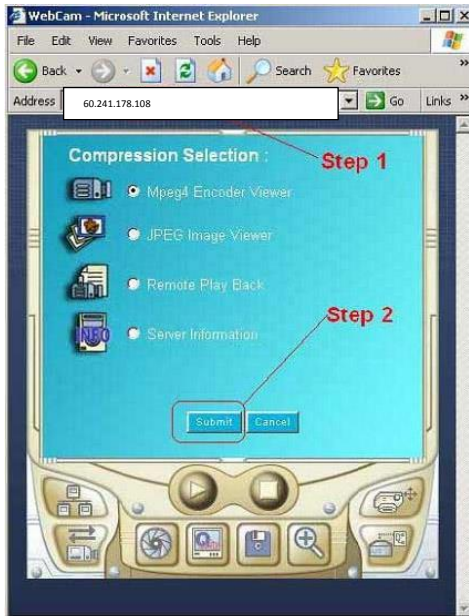 WebCam - Microsoft Internet Explorer
File Edit View Favorites Tools Help
Back Search Favorites »
Address 60.241.178.108 Go Links »
Compression Selection :
Step 1
Mpeg4 Encoder Viewer
JPEG Image Viewer
Remote Play Back
Step 2
INFO Server Information
Submit Cancel